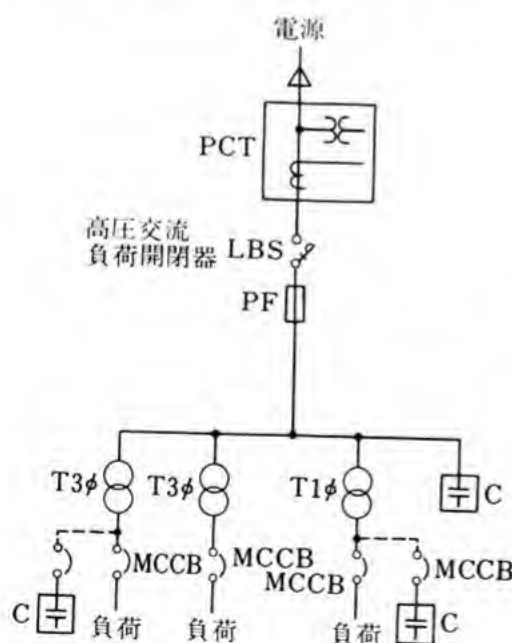 電源
PCT
高圧交流
負荷開閉器 LBS
PF
T3φ T3φ T1φ C
MCCB MCCB MCCB MCCB
C 負荷 負荷 負荷 C